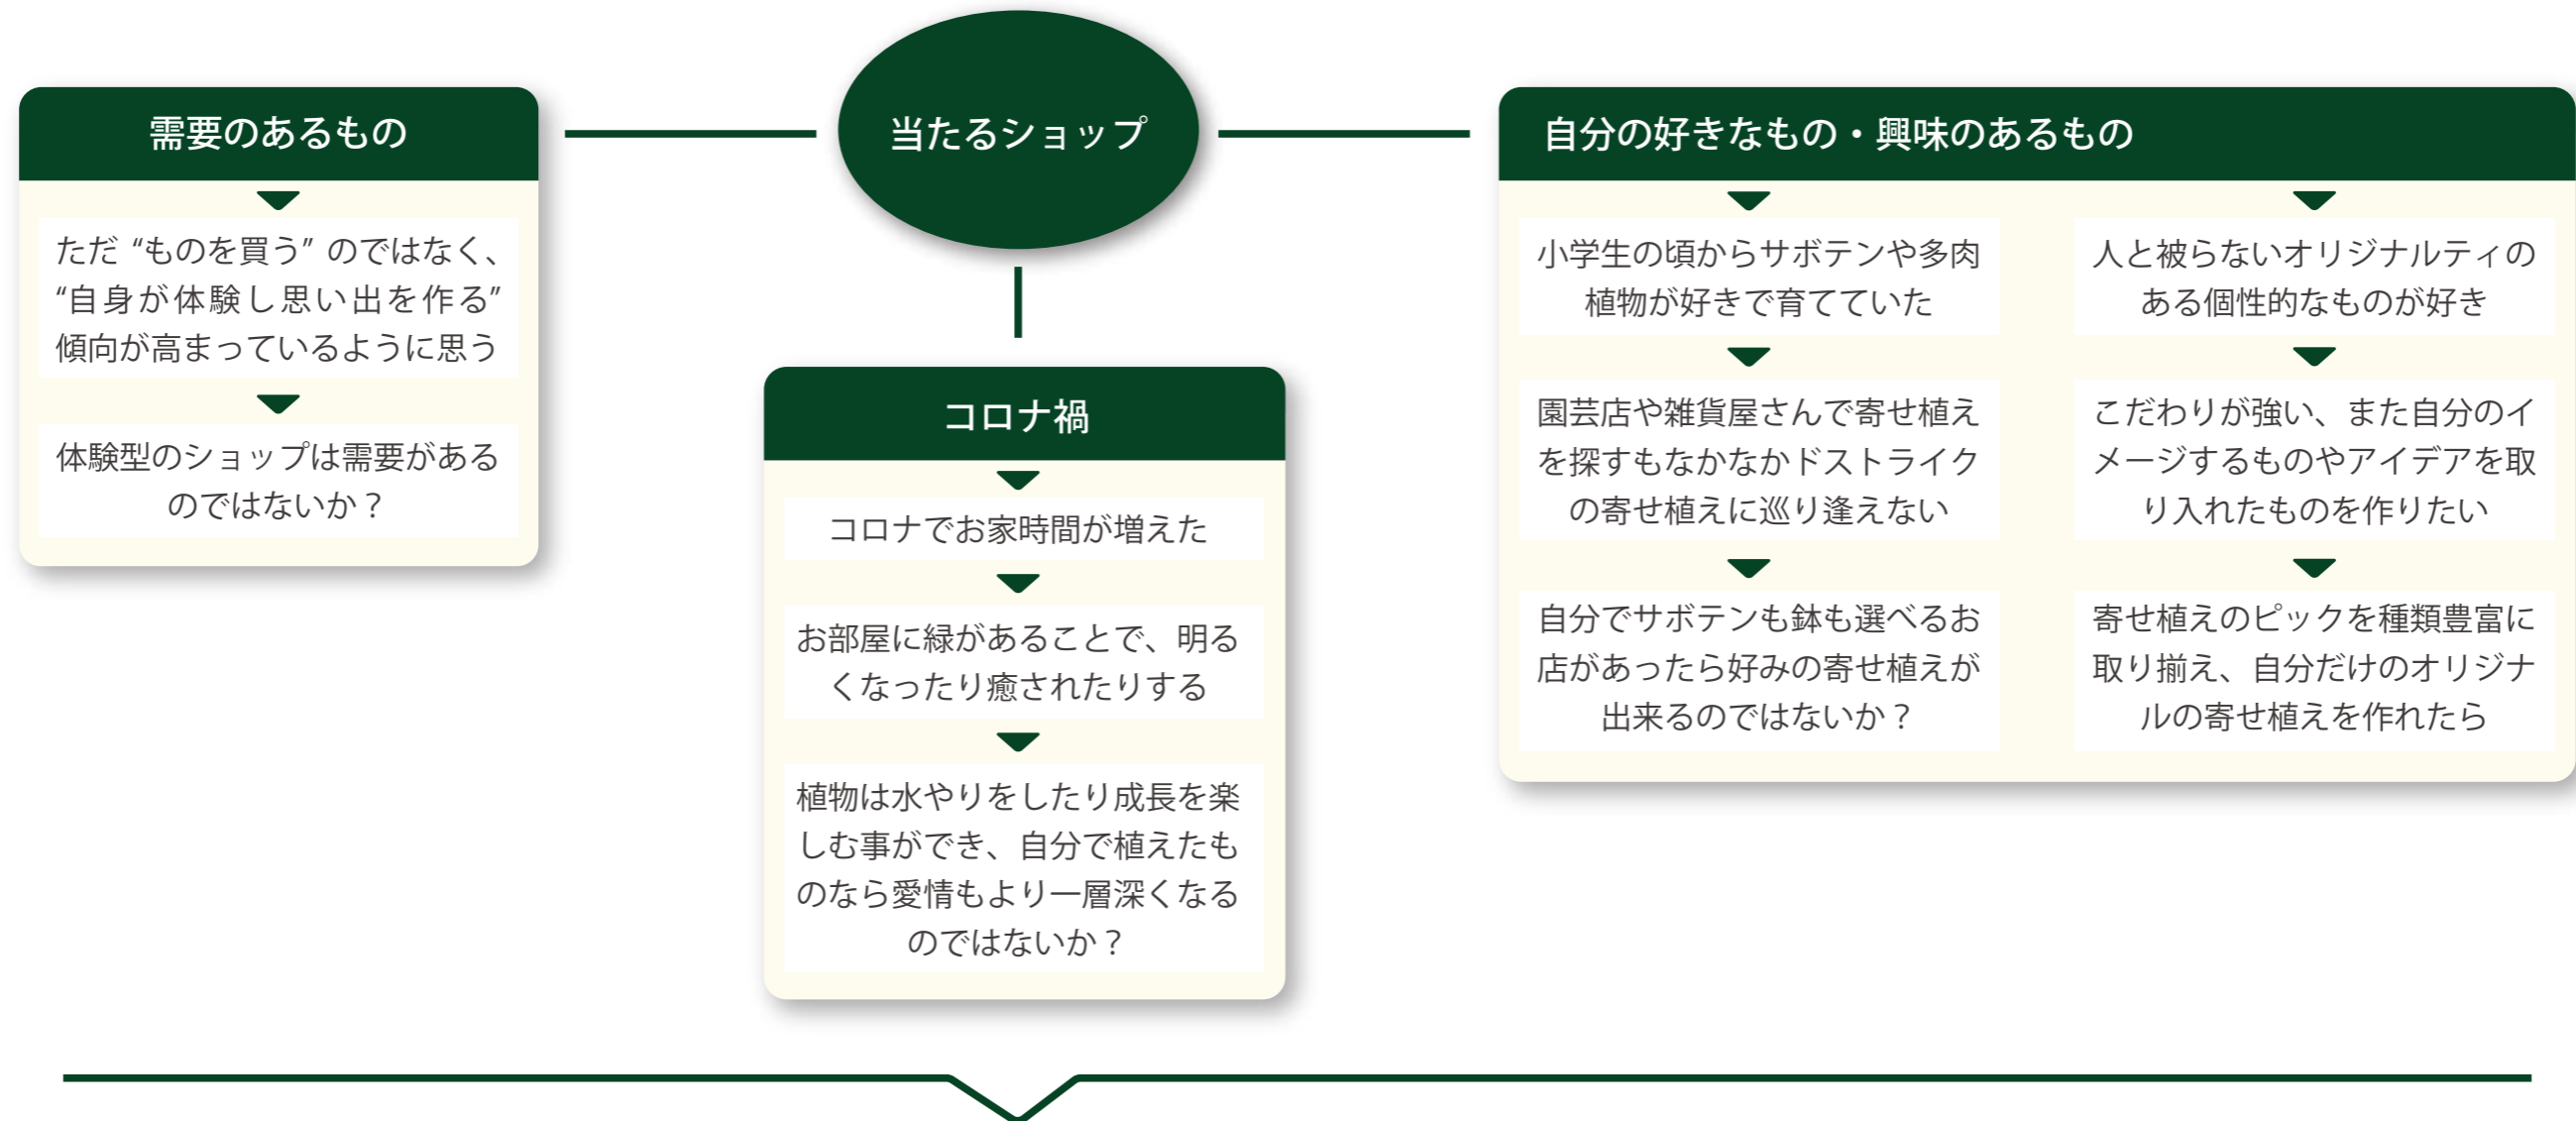 当たるショップ
需要のあるもの
ただ “ものを買う” のではなく、
“自身が体験し思い出を作る”
傾向が高まっているように思う
体験型のショップは需要がある
のではないか？
コロナ禍
コロナでお家時間が増えた
お部屋に緑があることで、明る
くなったり癒されたりする
植物は水やりをしたり成長を楽
しむ事ができ、自分で植えたも
のなら愛情もより一層深くなる
のではないか？
自分の好きなもの・興味のあるもの
小学生の頃からサボテンや多肉
植物が好きで育てていた
園芸店や雑貨屋さんで寄せ植え
を探すもなかなかドストライク
の寄せ植えに巡り逢えない
自分でサボテンも鉢も選べるお
店があったら好みの寄せ植えが
出来るのではないか？
人と被らないオリジナルティの
ある個性的なものが好き
こだわりが強い、また自分のイ
メージするものやアイデアを取
り入れたものを作りたい
寄せ植えのピックを種類豊富に
取り揃え、自分だけのオリジナ
ルの寄せ植えを作れたら